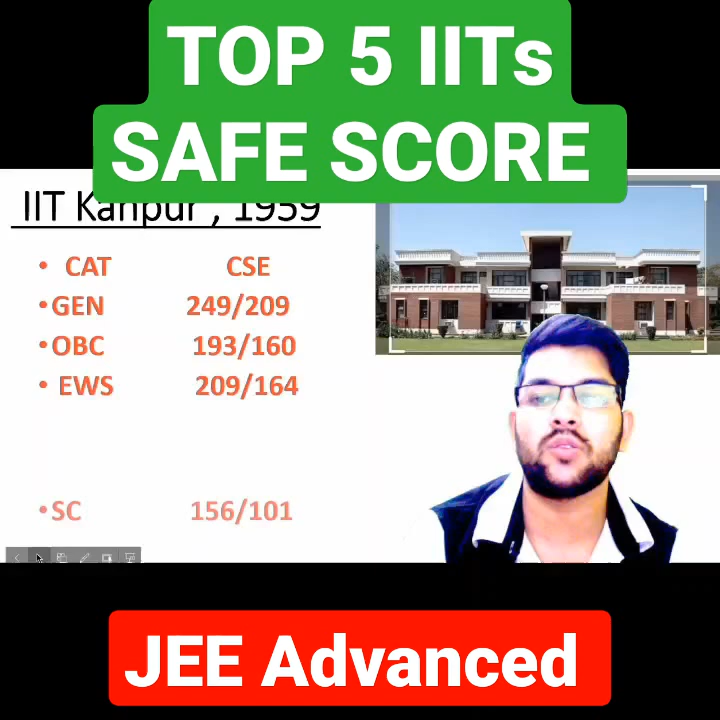 TOP 5 IITs
SAFE SCORE
IIT Kanpur , 1959
• CAT CSE
• GEN 249/209
• OBC 193/160
• EWS 209/164
• SC 156/101
JEE Advanced